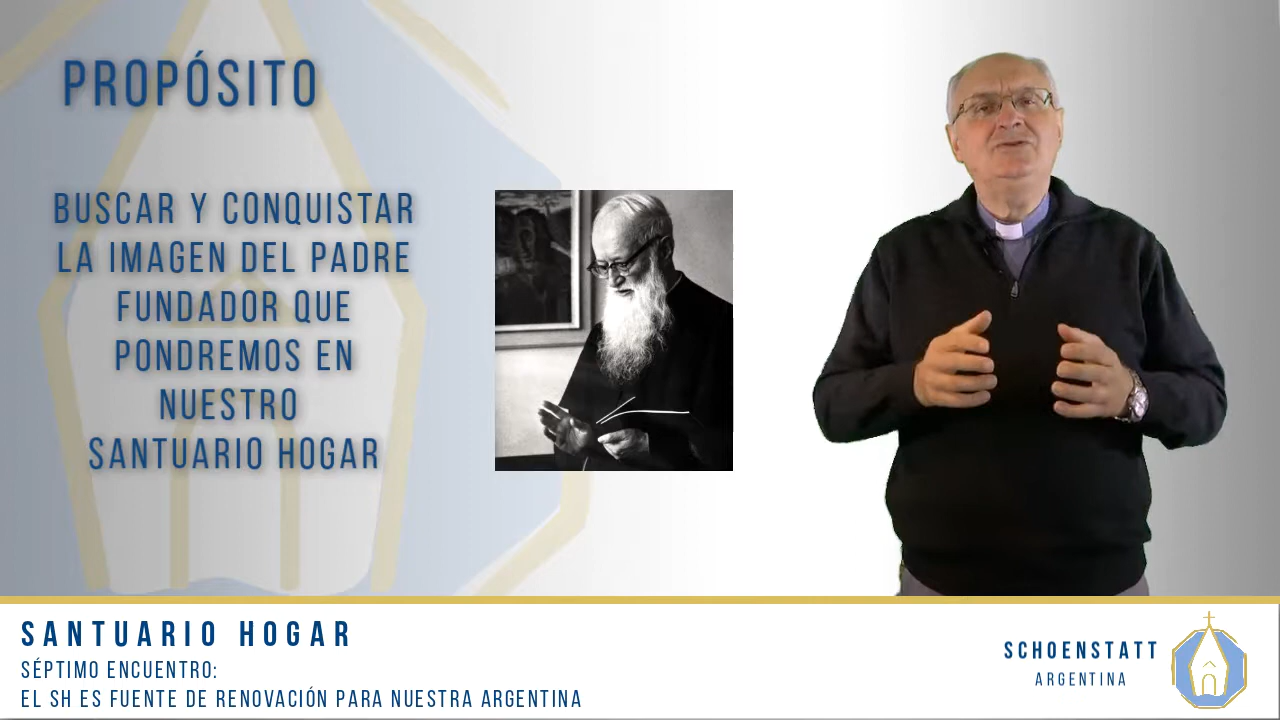 PROPÓSITO
BUSCAR Y CONQUISTAR
LA IMAGEN DEL PADRE
FUNDADOR QUE
PONDREMOS EN
NUESTRO
SANTUARIO HOGAR
SANTUARIO HOGAR
SÉPTIMO ENCUENTRO:
EL SH ES FUENTE DE RENOVACIÓN PARA NUESTRA ARGENTINA
SCHOENSTATT
ARGENTINA